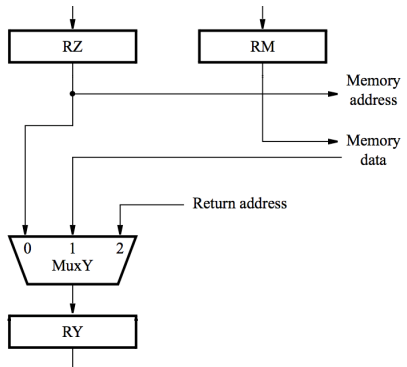 RZ
RM
Memory
address
Memory
data
Return address
0 1 2
MuxY
RY